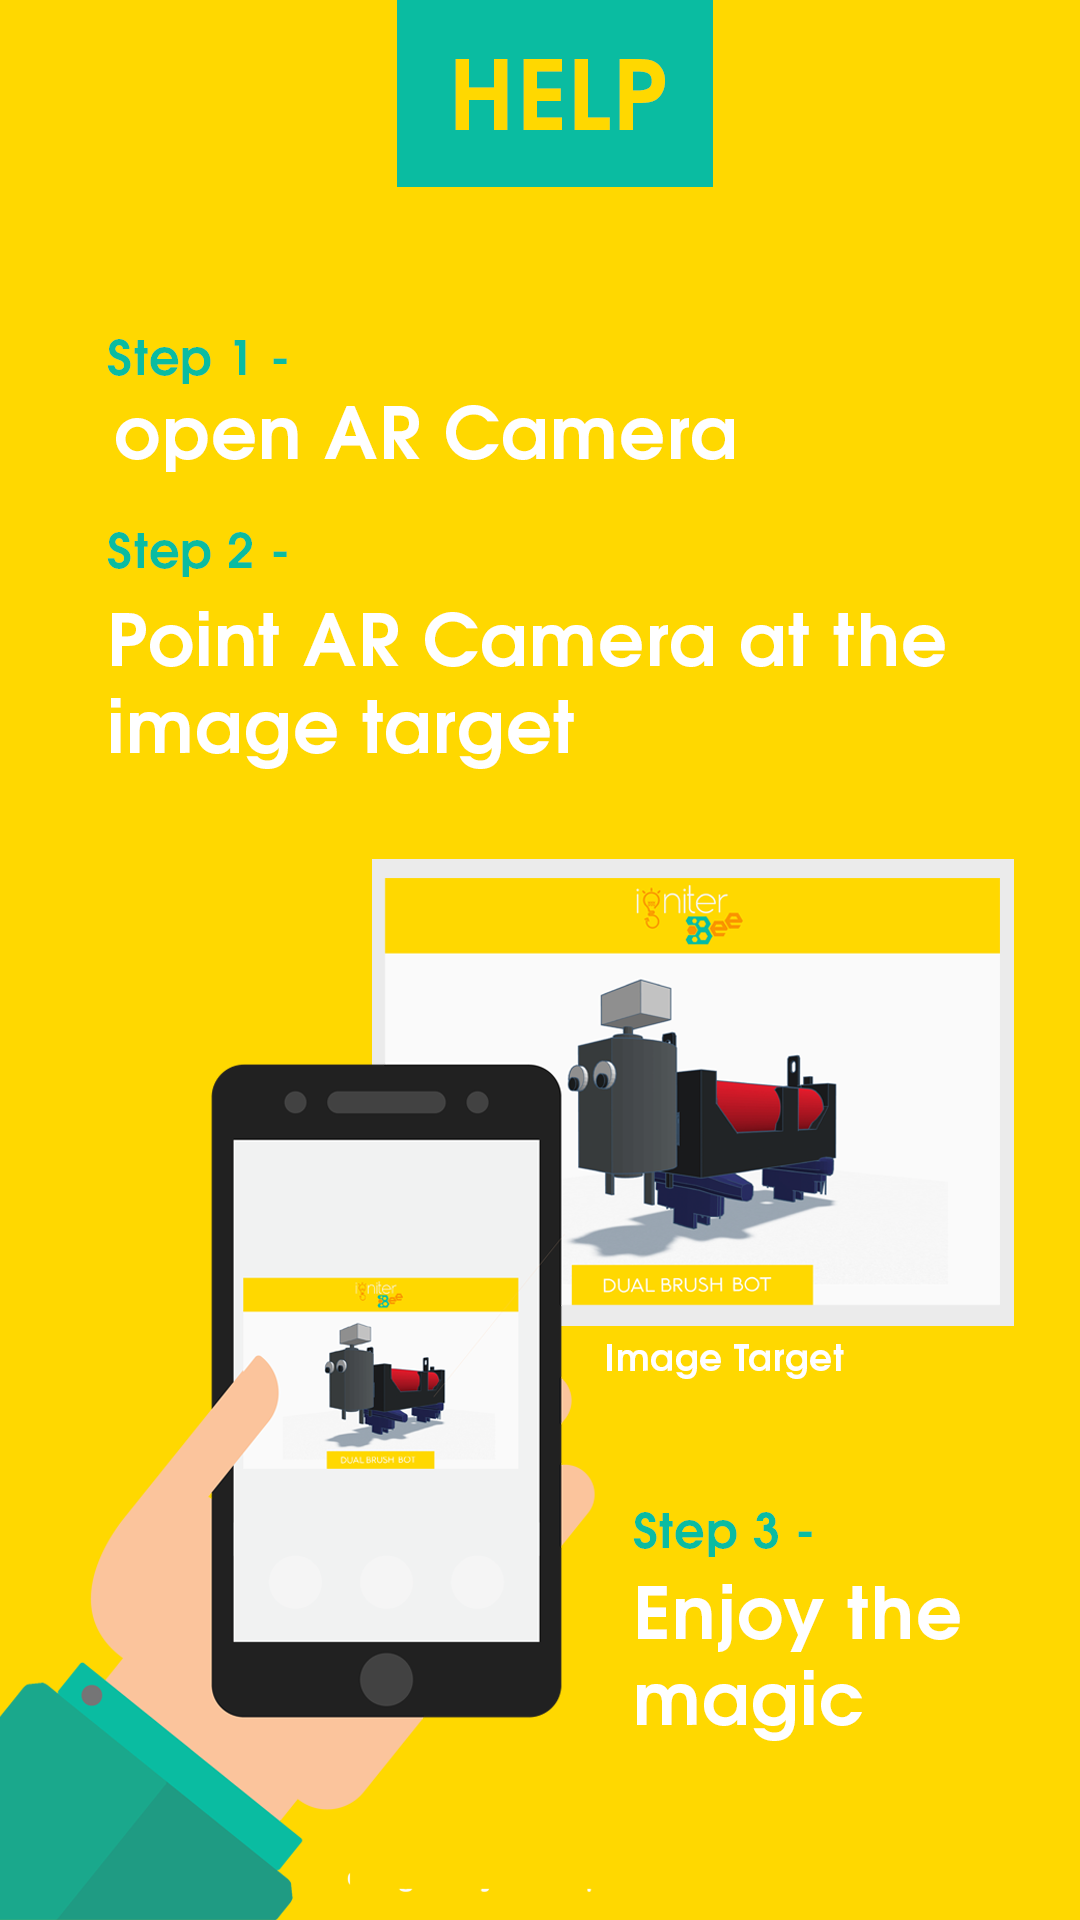 HELP
Step 1 -
open AR Camera
Step 2 -
Point AR Camera at the
image target
igniter
Bee
DUAL BRUSH BOT
Image Target
igniter
Bee
DUAL BRUSH BOT
Step 3 -
Enjoy the
magic